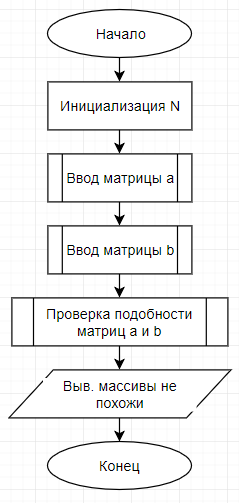 Начало
Инициализация N
Ввод матрицы a
Ввод матрицы b
Проверка подобности
матриц a и b
Выв. массивы не
похожи
Конец